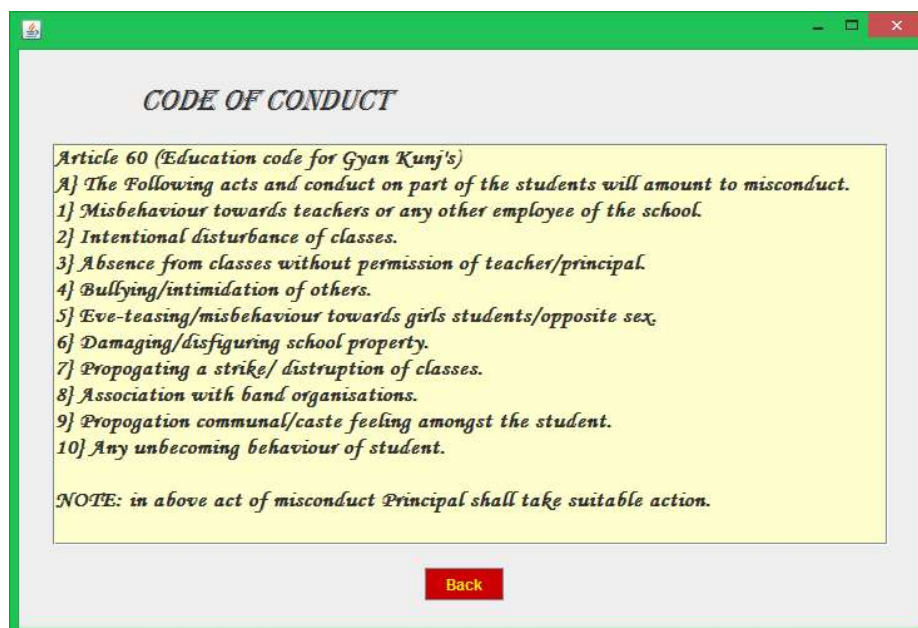 CODE OF CONDUCT
Article 60 (Education code for Gyan Kunj's)
A} The Following acts and conduct on part of the students will amount to misconduct.
1} Misbehaviour towards teachers or any other employee of the school.
2} Intentional disturbance of classes.
3} Absence from classes without permission of teacher/principal.
4} Bullying/intimidation of others.
5} Eve-teasing/misbehaviour towards girls students/opposite sex.
6} Damaging/disfiguring school property.
7} Propogating a strike/ distruption of classes.
8} Association with band organisations.
9} Propogation communal/caste feeling amongst the student.
10} Any unbecoming behaviour of student.
NOTE: in above act of misconduct Principal shall take suitable action.
Back